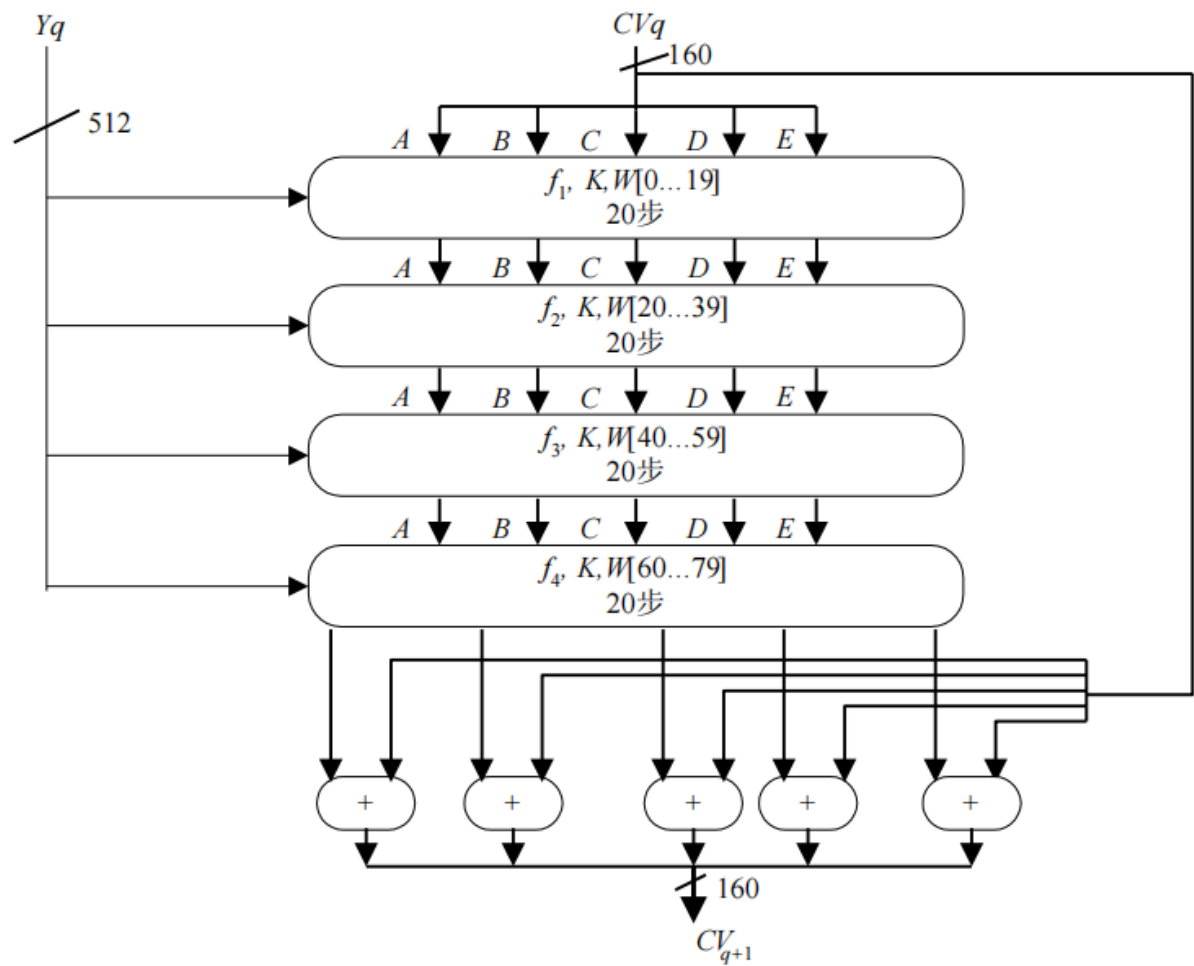 Yq
CVq
160
512
A B C D E
f1, K,W[0…19]
20步
A B C D E
f2, K,W[20…39]
20步
A B C D E
f3, K,W[40…59]
20步
A B C D E
f4, K,W[60…79]
20步
+ + + + +
160
CVq+1